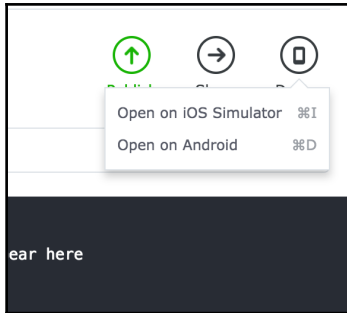 Open on iOS Simulator ⌘I
Open on Android ⌘D
ear here